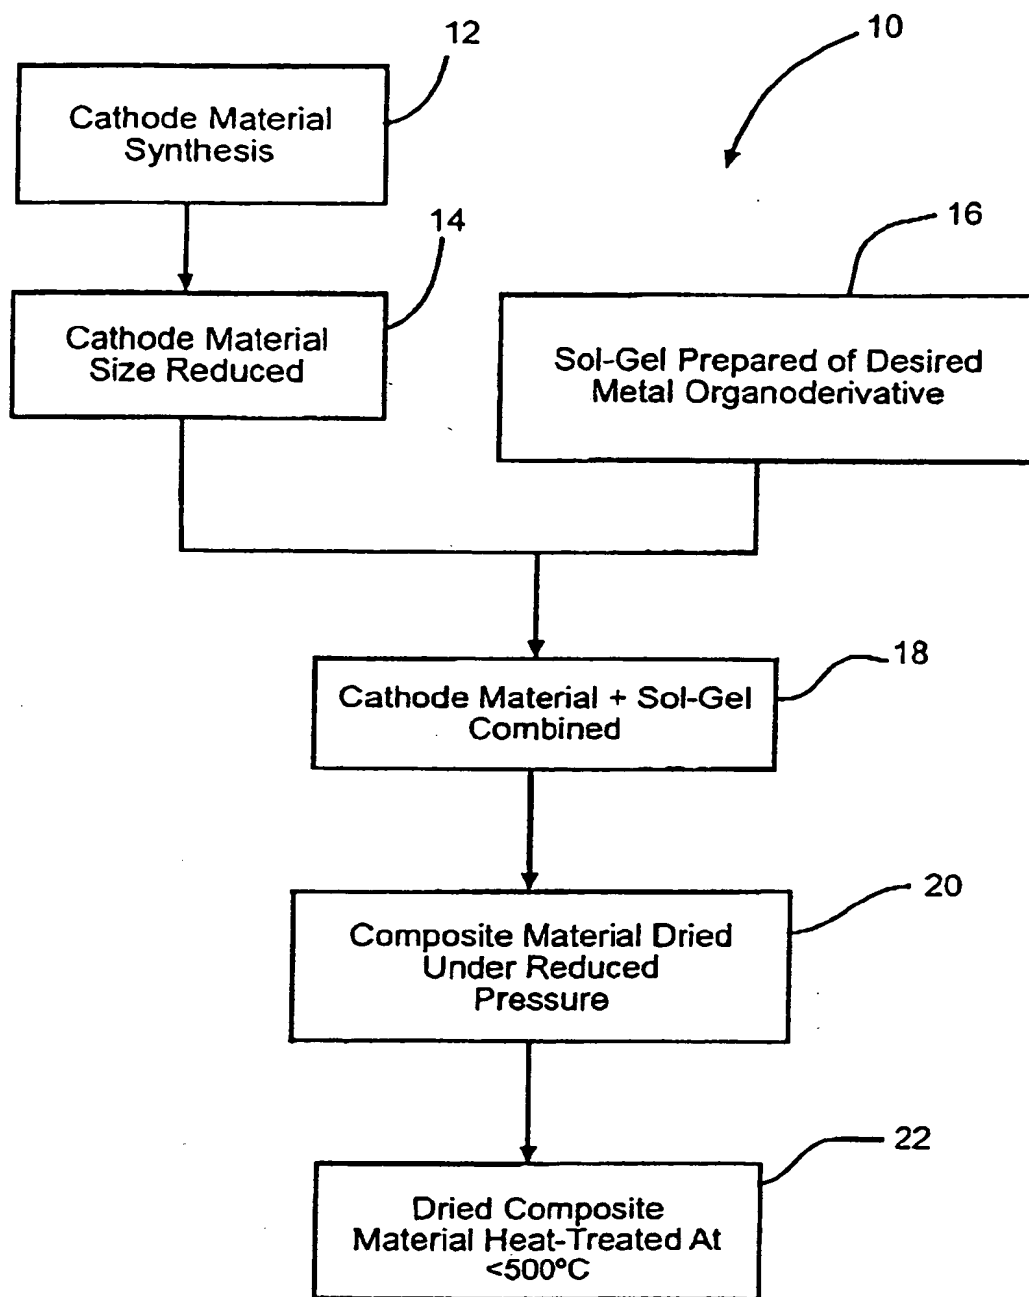 12
10
Cathode Material
Synthesis
14
16
Cathode Material
Size Reduced
Sol-Gel Prepared of Desired
Metal Organoderivative
18
Cathode Material + Sol-Gel
Combined
20
Composite Material Dried
Under Reduced
Pressure
22
Dried Composite
Material Heat-Treated At
<500°C